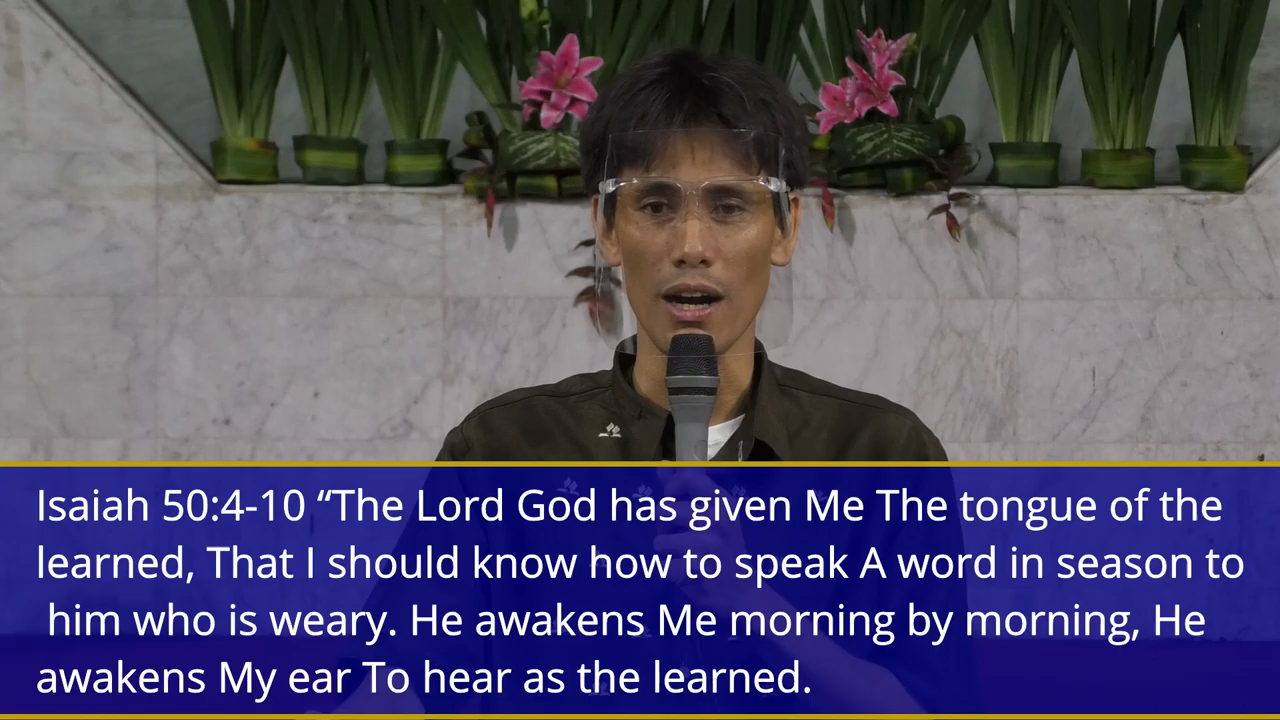 Isaiah 50:4-10 “The Lord God has given Me The tongue of the
learned, That I should know how to speak A word in season to
him who is weary. He awakens Me morning by morning, He
awakens My ear To hear as the learned.